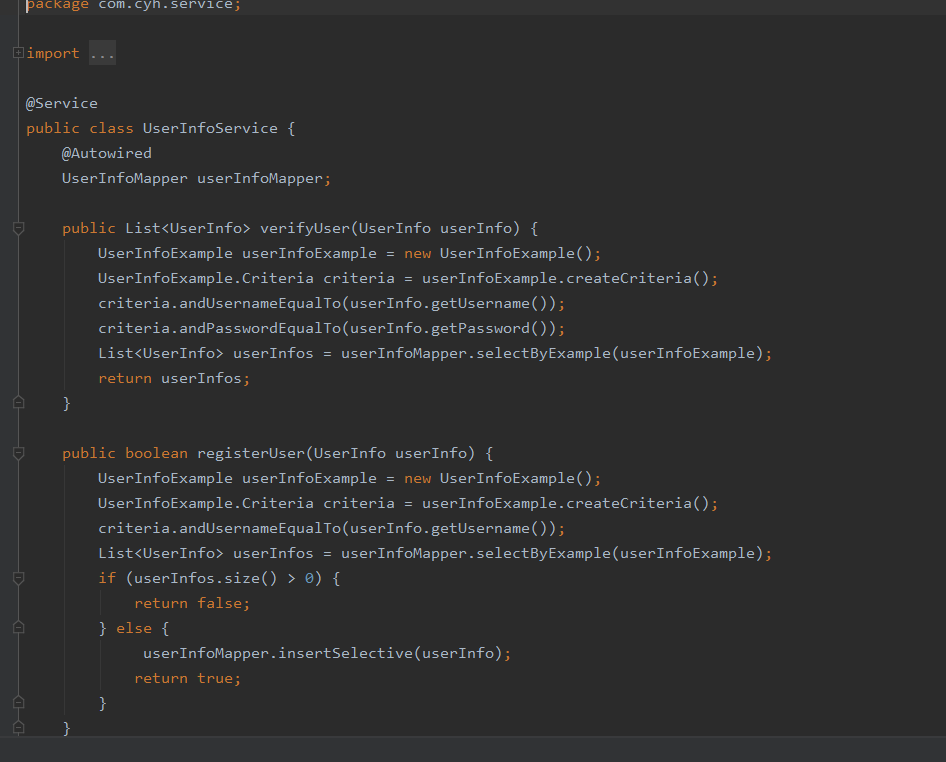 package com.cyh.service;
import ...
@Service
public class UserInfoService {
@Autowired
UserInfoMapper userInfoMapper;
public List<UserInfo> verifyUser(UserInfo userInfo) {
UserInfoExample userInfoExample = new UserInfoExample();
UserInfoExample.Criteria criteria = userInfoExample.createCriteria();
criteria.andUsernameEqualTo(userInfo.getUsername());
criteria.andPasswordEqualTo(userInfo.getPassword());
List<UserInfo> userInfos = userInfoMapper.selectByExample(userInfoExample);
return userInfos;
}
public boolean registerUser(UserInfo userInfo) {
UserInfoExample userInfoExample = new UserInfoExample();
UserInfoExample.Criteria criteria = userInfoExample.createCriteria();
criteria.andUsernameEqualTo(userInfo.getUsername());
List<UserInfo> userInfos = userInfoMapper.selectByExample(userInfoExample);
if (userInfos.size() > 0) {
return false;
} else {
userInfoMapper.insertSelective(userInfo);
return true;
}
}